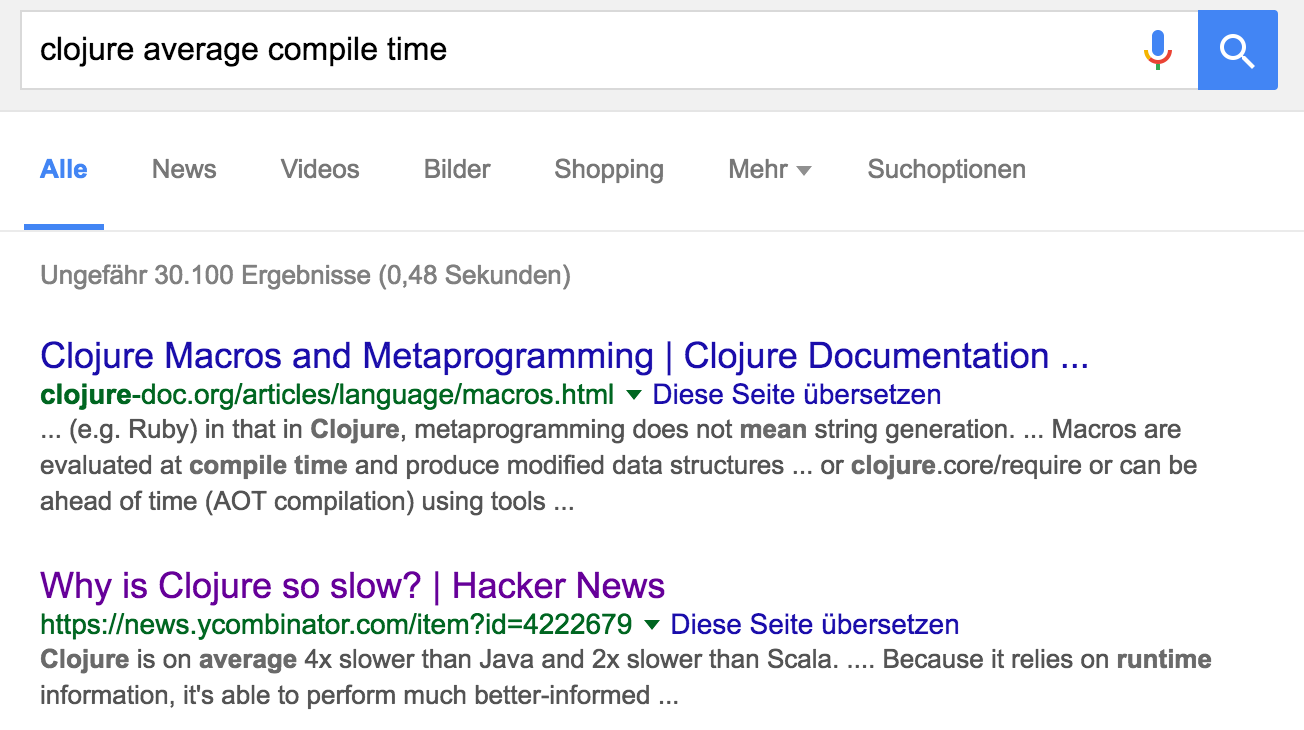 clojure average compile time
Alle News Videos Bilder Shopping Mehr Suchoptionen
Ungefähr 30.100 Ergebnisse (0,48 Sekunden)
Clojure Macros and Metaprogramming | Clojure Documentation ...
clojure-doc.org/articles/language/macros.html Diese Seite übersetzen
... (e.g. Ruby) in that in Clojure, metaprogramming does not mean string generation. ... Macros are
evaluated at compile time and produce modified data structures ... or clojure.core/require or can be
ahead of time (AOT compilation) using tools ...
Why is Clojure so slow? | Hacker News
https://news.ycombinator.com/item?id=4222679 Diese Seite übersetzen
Clojure is on average 4x slower than Java and 2x slower than Scala. .... Because it relies on runtime
information, it's able to perform much better-informed ...